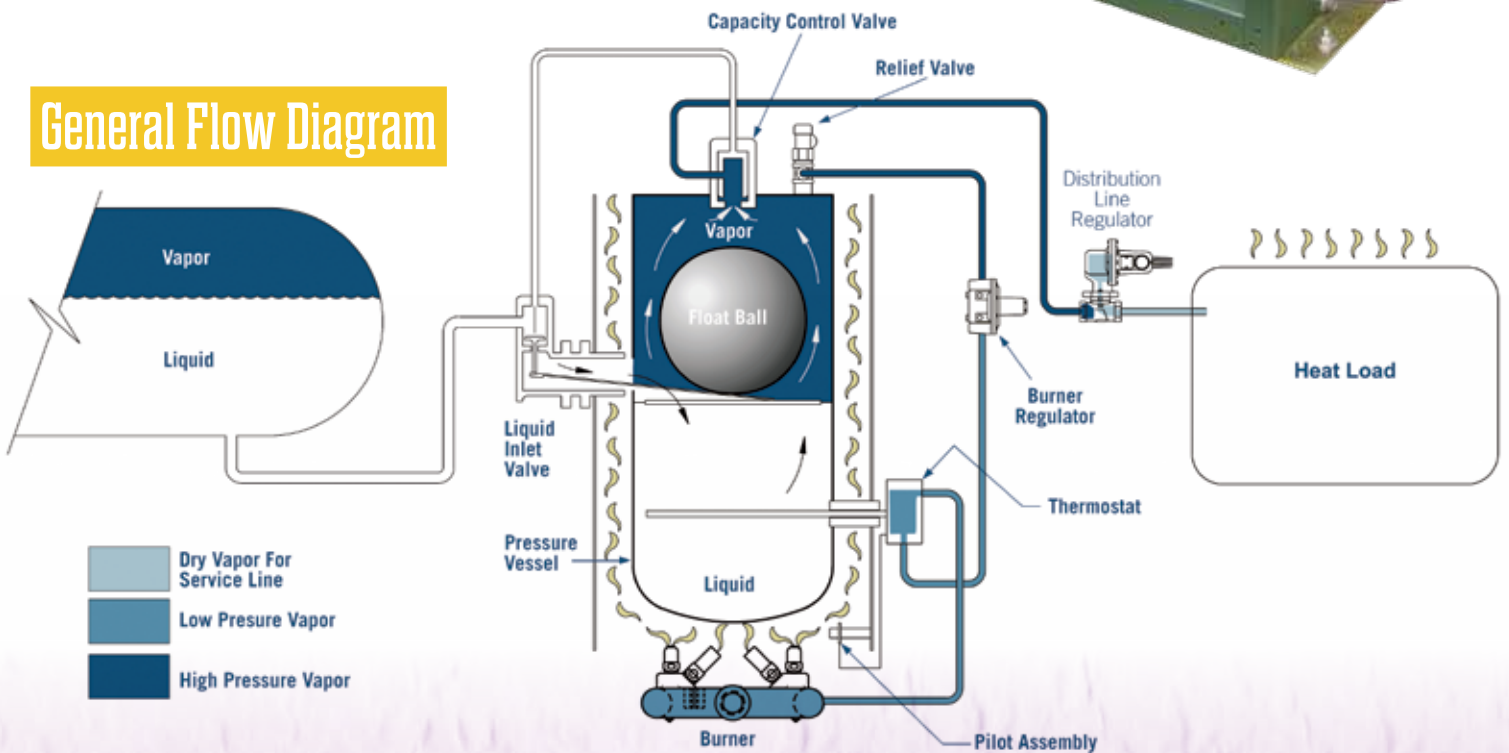 Capacity Control Valve
Relief Valve
General Flow Diagram
Distribution
Line
Regulator
Vapor
Vapor
Float Ball
Liquid
Heat Load
Burner
Regulator
Liquid
Inlet
Valve
Thermostat
Pressure
Vessel
Liquid
Dry Vapor For
Service Line
Low Presure Vapor
High Pressure Vapor
Burner
Pilot Assembly